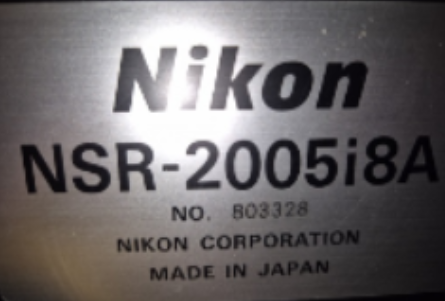 Nikon
NSR-2005i8A
NO. 803328
NIKON CORPORATION
MADE IN JAPAN